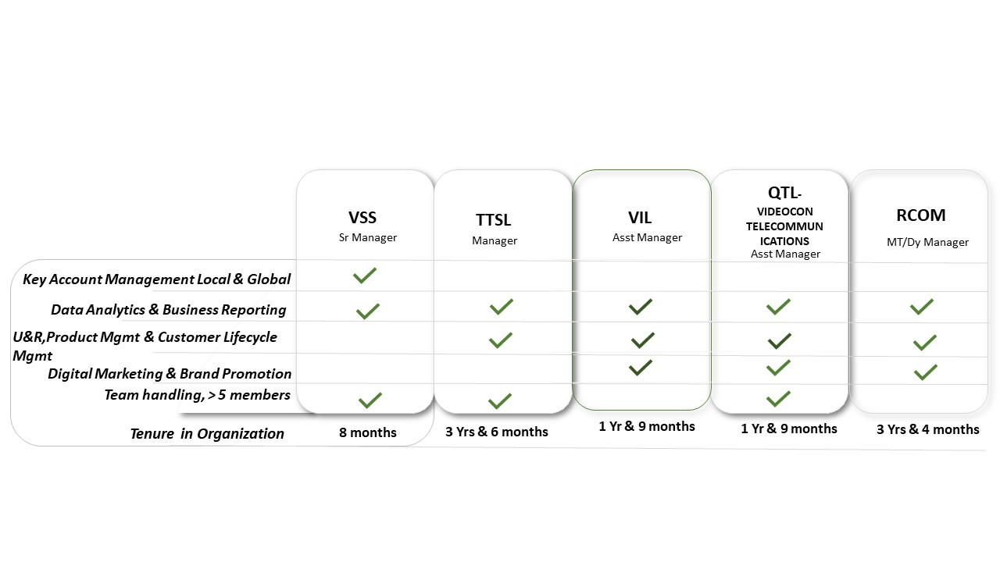 VSS
Sr Manager
TTSL
Manager
VIL
Asst Manager
QTL-
VIDEOCON
TELECOMMUN
ICATIONS
Asst Manager
RCOM
MT/Dy Manager
Key Account Management Local & Global
Data Analytics & Business Reporting
U&R,Product Mgmt & Customer Lifecycle
Mgmt
Digital Marketing & Brand Promotion
Team handling, > 5 members
Tenure in Organization
8 months
3 Yrs & 6 months
1 Yr & 9 months
1 Yr & 9 months
3 Yrs & 4 months